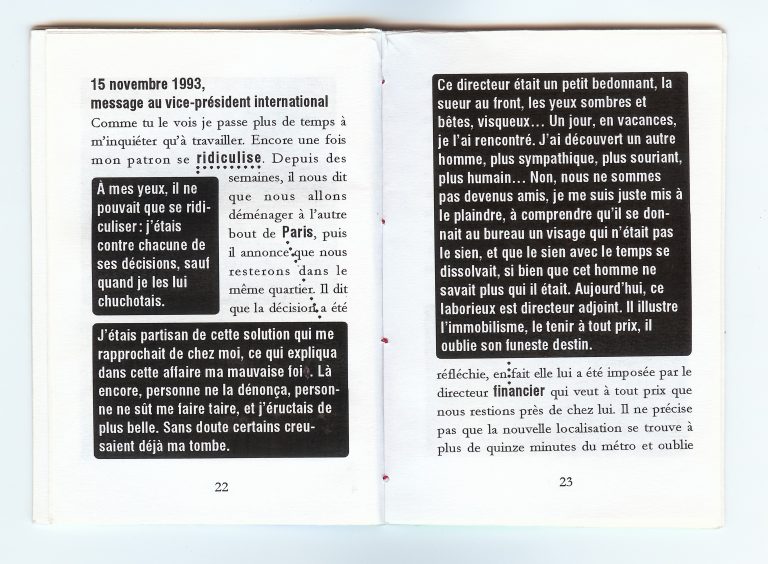 15 novembre 1993,
message au vice-président international
Comme tu le vois je passe plus de temps à
m'inquiéter qu'à travailler. Encore une fois
mon patron se ridiculise. Depuis des
À mes yeux, il ne
pouvait que se ridi-
culiser : j'étais
contre chacune de
ses décisions, sauf
quand je les lui
chuchotais.
semaines, il nous dit
que nous allons
déménager à l'autre
bout de Paris, puis
il annonce que nous
resterons dans le
même quartier. Il dit
que la décision a été
J'étais partisan de cette solution qui me
rapprochait de chez moi, ce qui expliqua
dans cette affaire ma mauvaise foi. Là
encore, personne ne la dénonça, person-
ne ne sût me faire taire, et j'éructais de
plus belle. Sans doute certains creu-
saient déjà ma tombe.
22
Ce directeur était un petit bedonnant, la
sueur au front, les yeux sombres et
bêtes, visqueux... Un jour, en vacances,
je l'ai rencontré. J'ai découvert un autre
homme, plus sympathique, plus souriant,
plus humain... Non, nous ne sommes
pas devenus amis, je me suis juste mis à
le plaindre, à comprendre qu'il se don-
nait au bureau un visage qui n'était pas
le sien, et que le sien avec le temps se
dissolvait, si bien que cet homme ne
savait plus qui il était. Aujourd'hui, ce
laborieux est directeur adjoint. Il illustre
l'immobilisme, le tenir à tout prix, il
oublie son funeste destin.
réfléchie, en fait elle lui a été imposée par le
directeur financier qui veut à tout prix que
nous restions près de chez lui. Il ne précise
pas que la nouvelle localisation se trouve à
plus de quinze minutes du métro et oublie
23